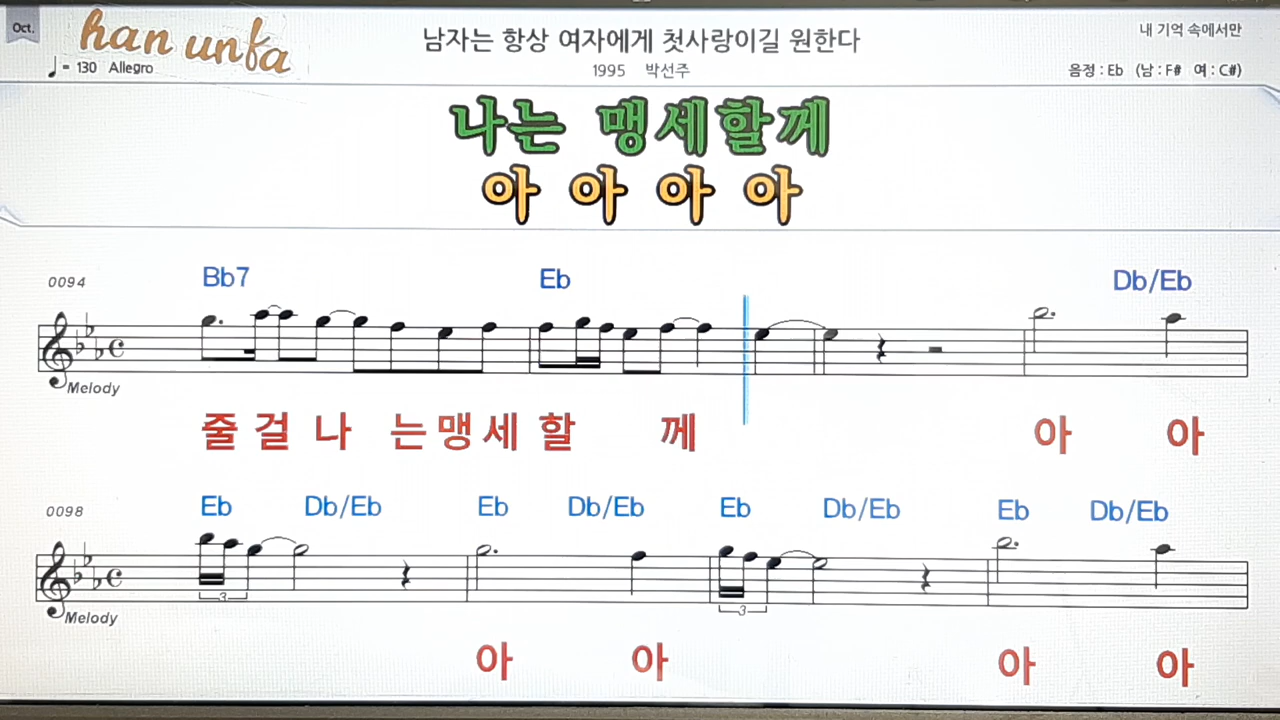 Oct.
han unfa
남자는 항상 여자에게 첫사랑이길 원한다
내 기억 속에서만
♩= 130 Allegro
1995 박선주
음정 : Eb (남 : F# 여 : C#)
나는 맹세할께
아 아 아 아
0094
Bb7 Eb Db/Eb
Melody
줄 걸 나 는 맹 세 할 께 아 아
0098
Eb Db/Eb Eb Db/Eb Eb Db/Eb Eb Db/Eb
3 3
Melody
아 아 아 아